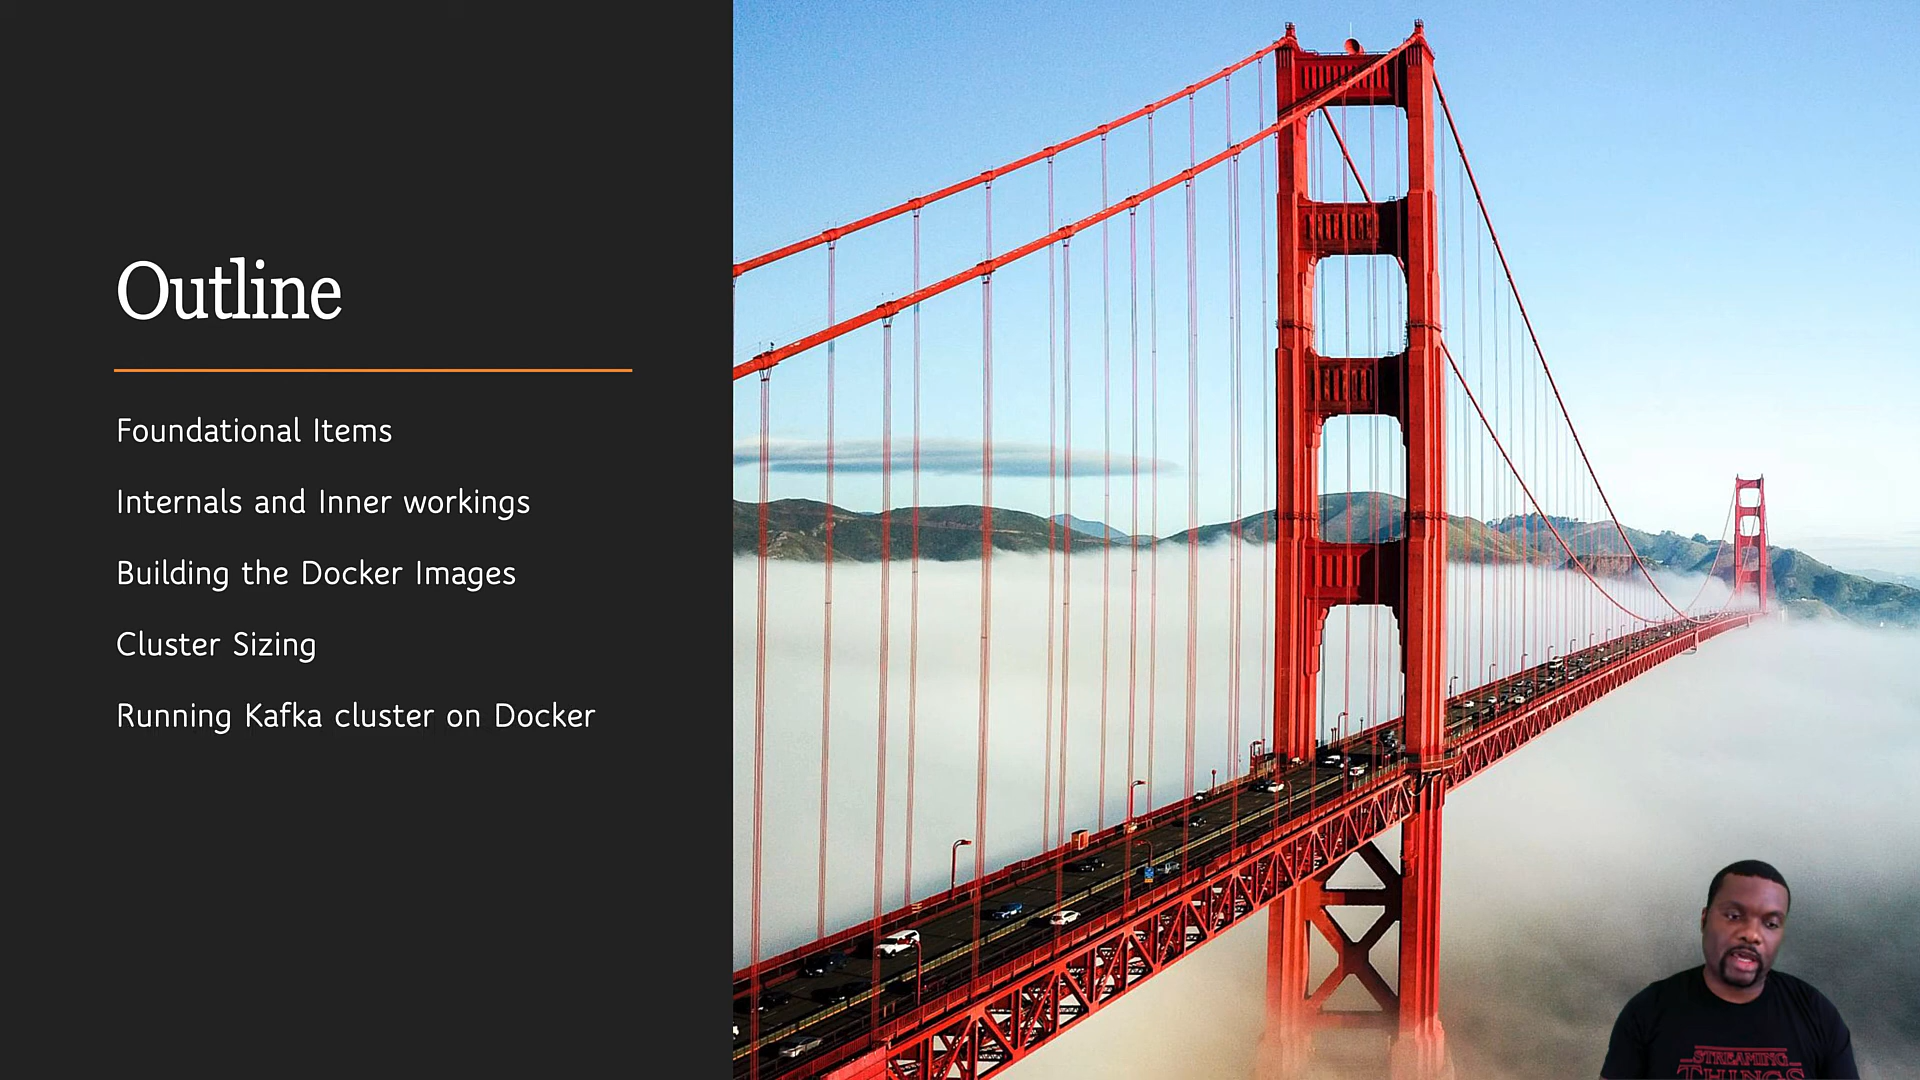 Outline
Foundational Items
Internals and Inner workings
Building the Docker Images
Cluster Sizing
Running Kafka cluster on Docker
STREAMING
THINGS